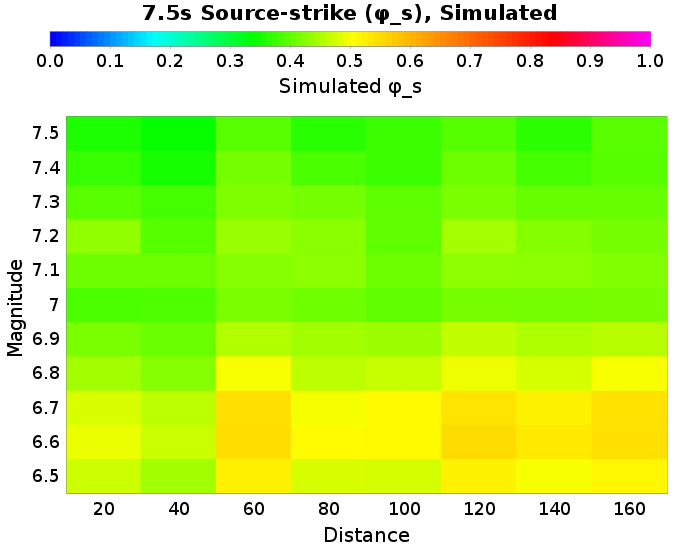 7.5s Source-strike (φ_s), Simulated
0.0 0.1 0.2 0.3 0.4 0.5 0.6 0.7 0.8 0.9 1.0
Simulated φ_s
7.5
7.4
7.3
7.2
7.1
7
6.9
6.8
6.7
6.6
6.5
Magnitude
20 40 60 80 100 120 140 160
Distance